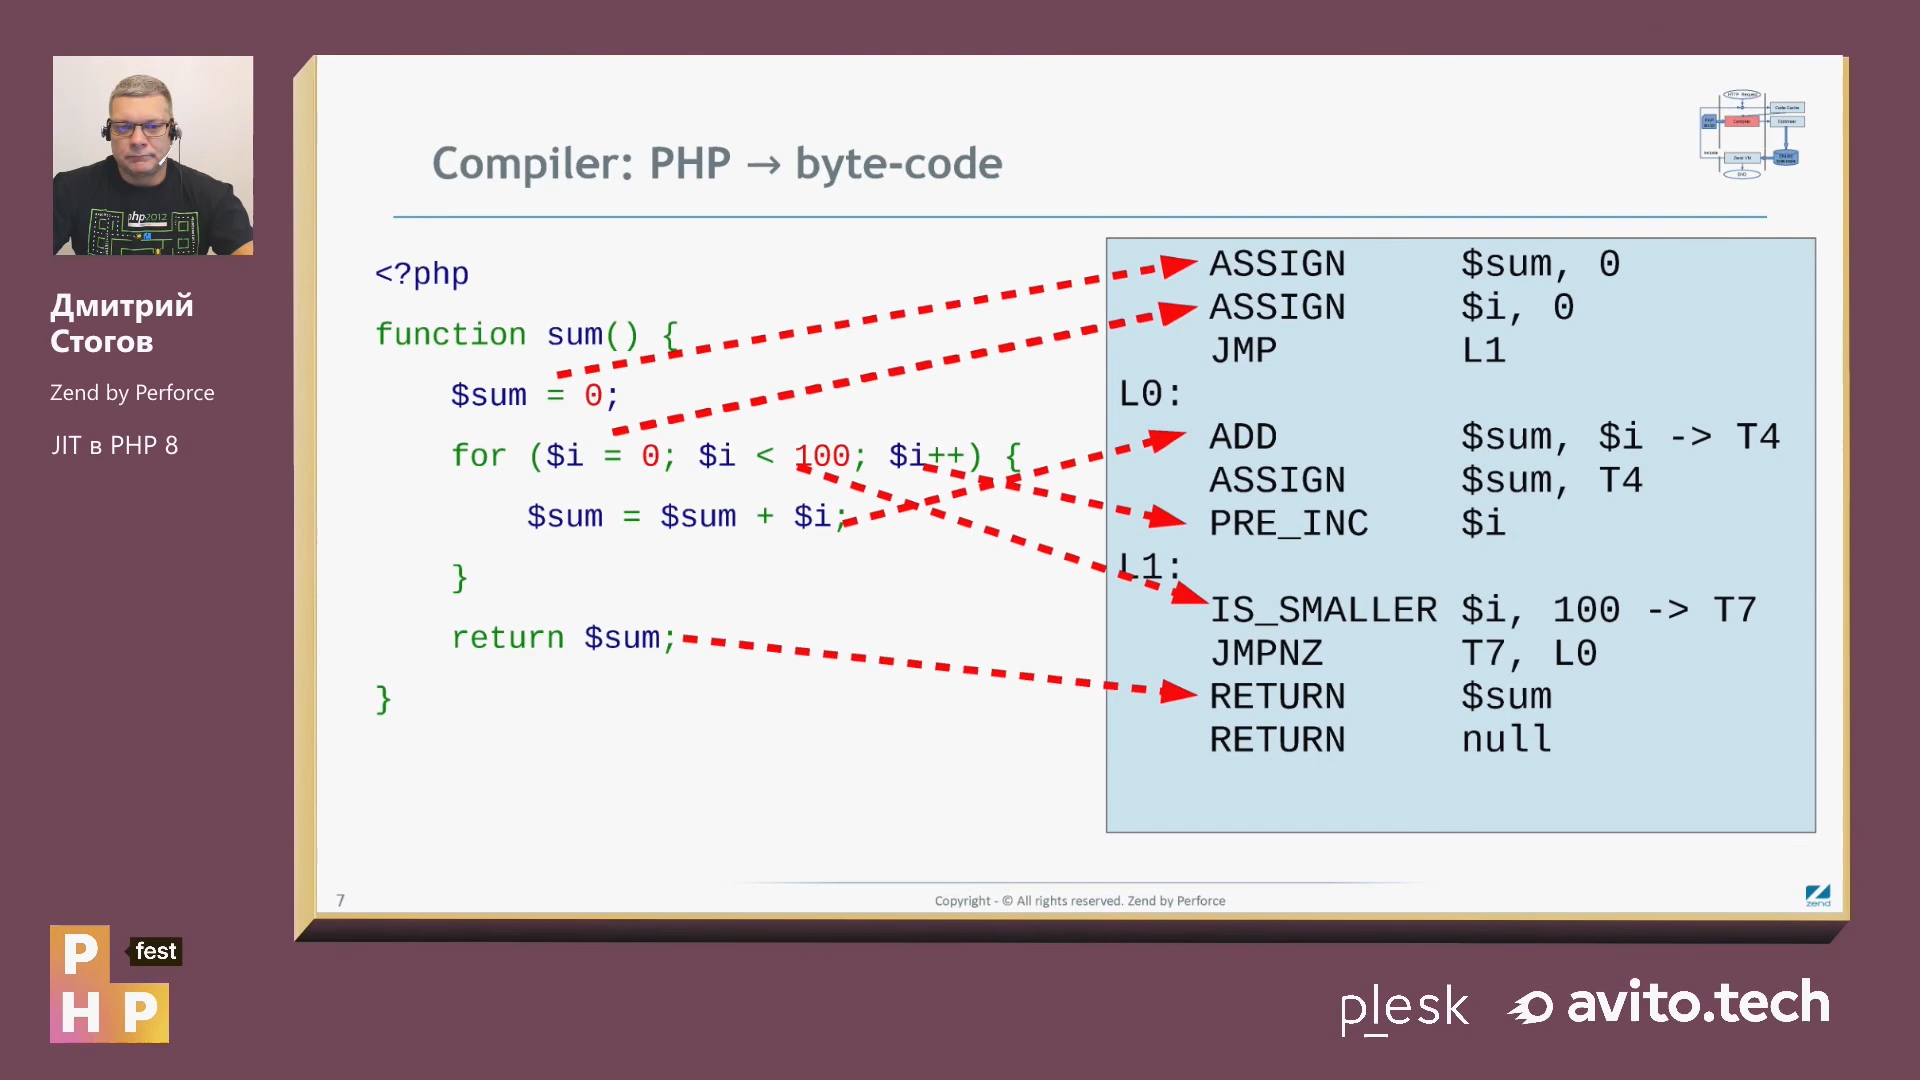 Дмитрий
Стогов
Zend by Perforce
JIT в PHP 8
Compiler: PHP → byte-code
<?php
function sum() {
$sum = 0;
for ($i = 0; $i < 100; $i++) {
$sum = $sum + $i;
}
return $sum;
}
ASSIGN $sum, 0
ASSIGN $i, 0
JMP L1
L0:
ADD $sum, $i -> T4
ASSIGN $sum, T4
PRE_INC $i
L1:
IS_SMALLER $i, 100 -> T7
JMPNZ T7, L0
RETURN $sum
RETURN null
7
Copyright - © All rights reserved. Zend by Perforce
zend
php2012
P fest
HP
plesk
avito.tech